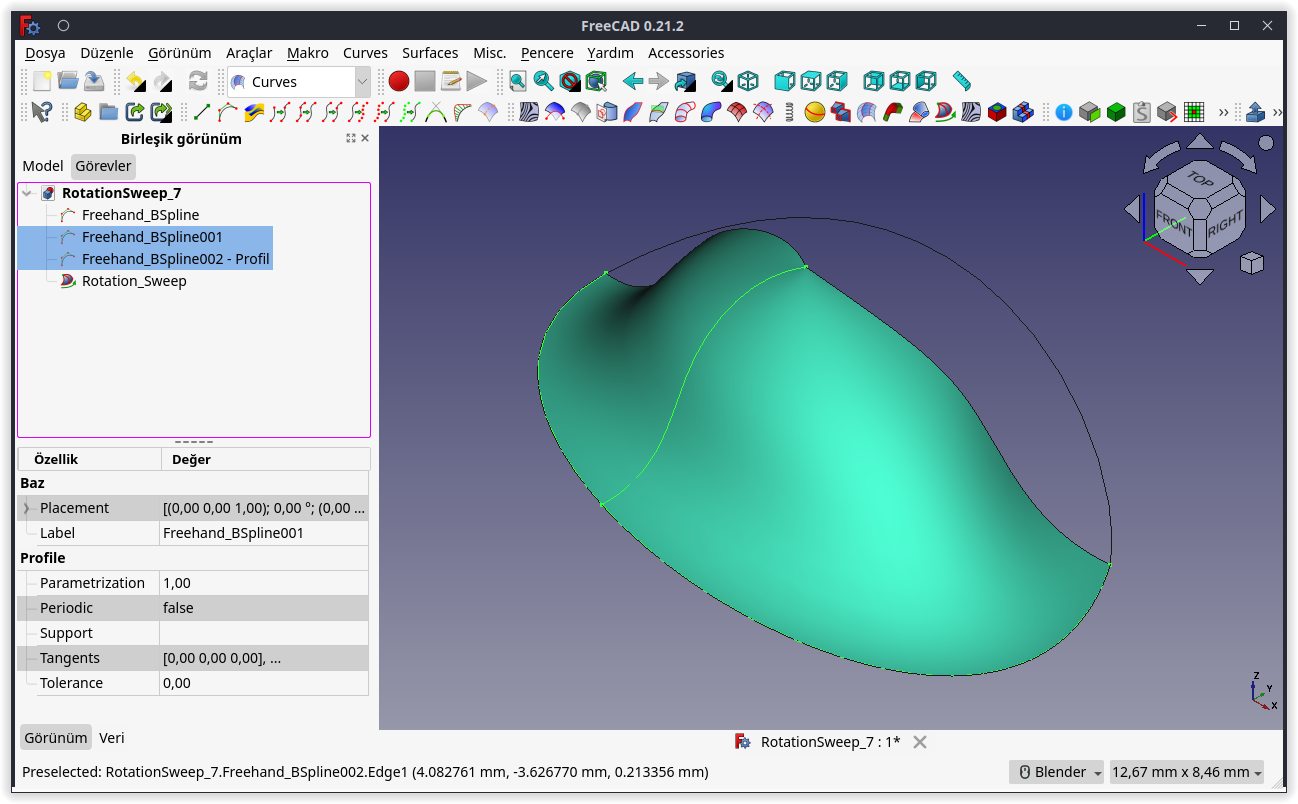 FreeCAD 0.21.2
Dosya Düzenle Görünüm Araçlar Makro Curves Surfaces Misc. Pencere Yardım Accessories
Curves
Birleşik görünüm
Model Görevler
RotationSweep_7
Freehand_BSpline
Freehand_BSpline001
Freehand_BSpline002 - Profil
Rotation_Sweep
Özellik Değer
Baz
Placement [(0,00 0,00 1,00); 0,00 °; (0,00 ...
Label Freehand_BSpline001
Profile
Parametrization 1,00
Periodic false
Support
Tangents [0,00 0,00 0,00], ...
Tolerance 0,00
Görünüm Veri
TOP
FRONT RIGHT
Z
Y
X
RotationSweep_7 : 1*
Preselected: RotationSweep_7.Freehand_BSpline002.Edge1 (4.082761 mm, -3.626770 mm, 0.213356 mm) Blender 12,67 mm x 8,46 mm